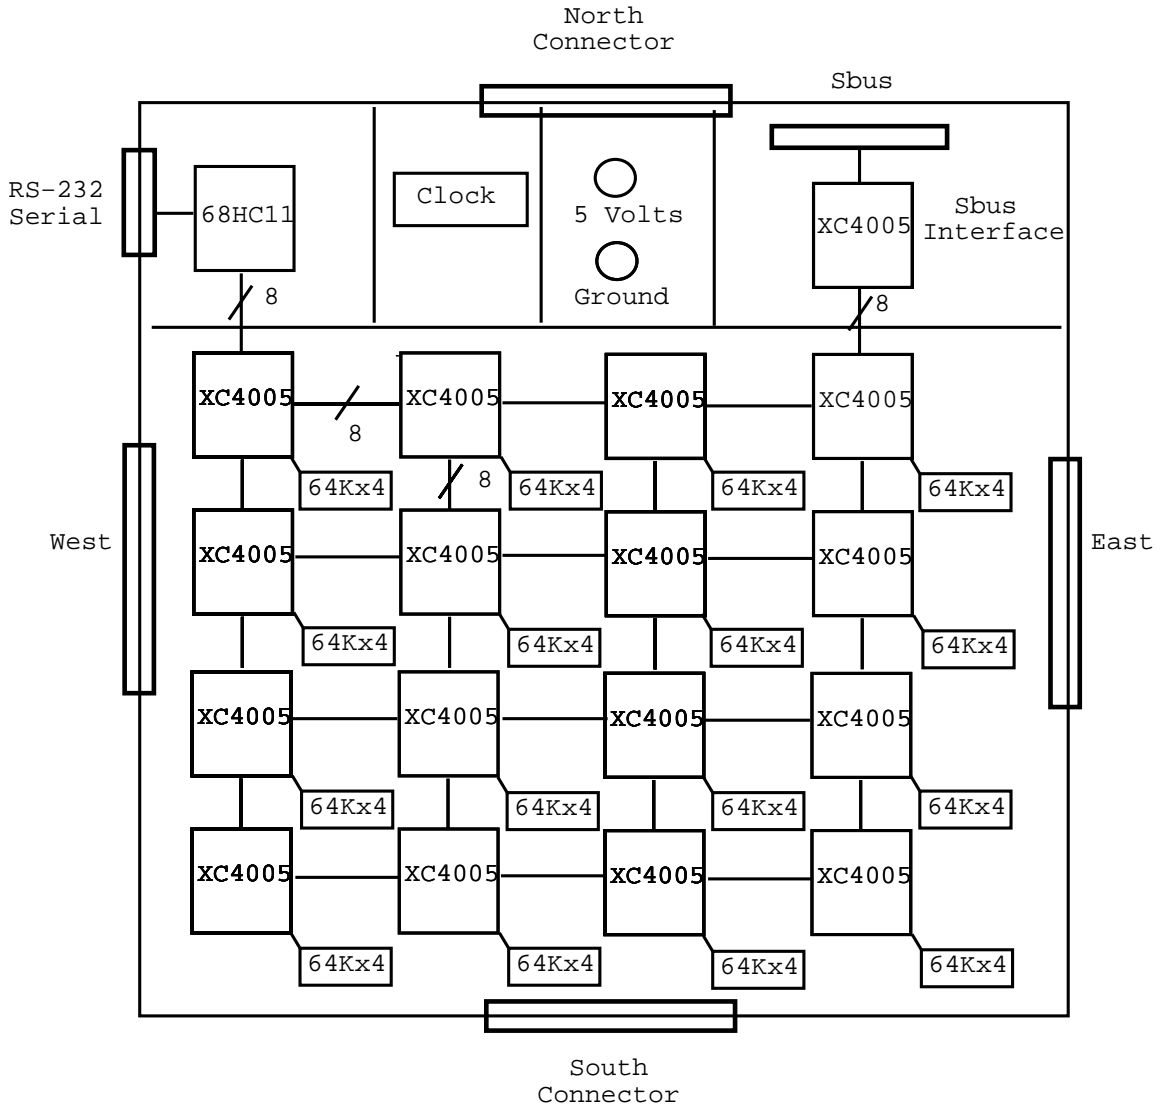 North
Connector
Sbus
RS-232
Serial
68HC11
Clock
5 Volts
Ground
XC4005
Sbus
Interface
8
8
XC4005
XC4005
XC4005
XC4005
8
64Kx4
8
64Kx4
64Kx4
64Kx4
West
XC4005
XC4005
XC4005
XC4005
East
64Kx4
64Kx4
64Kx4
64Kx4
XC4005
XC4005
XC4005
XC4005
64Kx4
64Kx4
64Kx4
64Kx4
XC4005
XC4005
XC4005
XC4005
64Kx4
64Kx4
64Kx4
64Kx4
South
Connector